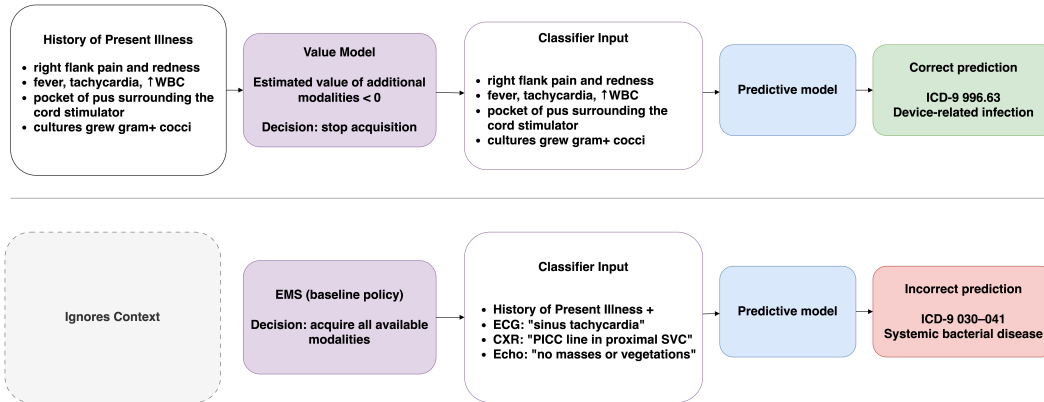 History of Present Illness
• right flank pain and redness
• fever, tachycardia, ↑WBC
• pocket of pus surrounding the
cord stimulator
• cultures grew gram+ cocci
Value Model
Estimated value of additional
modalities < 0
Decision: stop acquisition
Classifier Input
• right flank pain and redness
• fever, tachycardia, ↑WBC
• pocket of pus surrounding the
cord stimulator
• cultures grew gram+ cocci
Predictive model
Correct prediction
ICD-9 996.63
Device-related infection
Ignores Context
EMS (baseline policy)
Decision: acquire all available
modalities
Classifier Input
• History of Present Illness +
• ECG: "sinus tachycardia"
• CXR: "PICC line in proximal SVC"
• Echo: "no masses or vegetations"
Predictive model
Incorrect prediction
ICD-9 030–041
Systemic bacterial disease